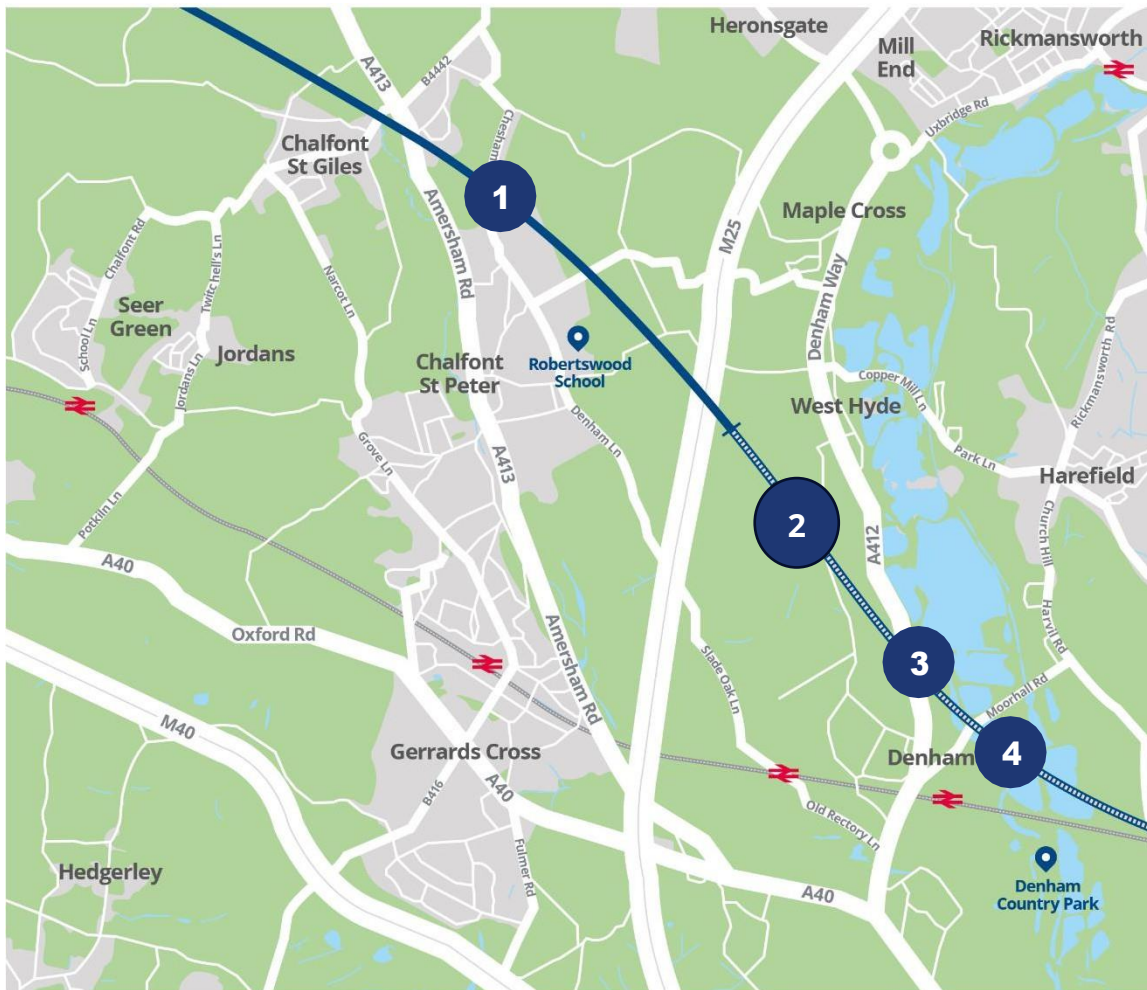 Heronsgate
Mill
End
Rickmansworth
A413
B4442
Uxbridge Rd
Chesham
Chalfont
St Giles
1
Maple Cross
Chalfont Rd
Twitchell's Ln
Amersham Rd
M25
Narcot Ln
Denham Way
Seer
Green
Jordans
School Ln
Jordans Ln
Chalfont
St Peter
Robertswood
School
Copper Mill Ln
Rickmansworth Rd
West Hyde
Denham Ln
Grove Ln
A413
Park Ln
Harefield
Potkiln Ln
2
Church Hill
A412
A40
Oxford Rd
Amersham Rd
Harvil Rd
3
Slade Oak Ln
Moorhall Rd
M40
Gerrards Cross
Denham
4
B416
A40
Old Rectory Ln
Fulmer Rd
Hedgerley
A40
Denham
Country Park